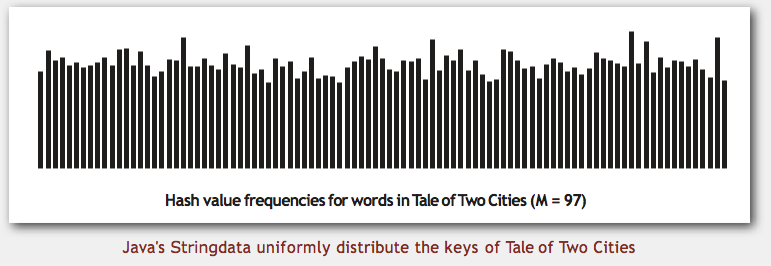 Hash value frequencies for words in Tale of Two Cities (M = 97)
Java's Stringdata uniformly distribute the keys of Tale of Two Cities